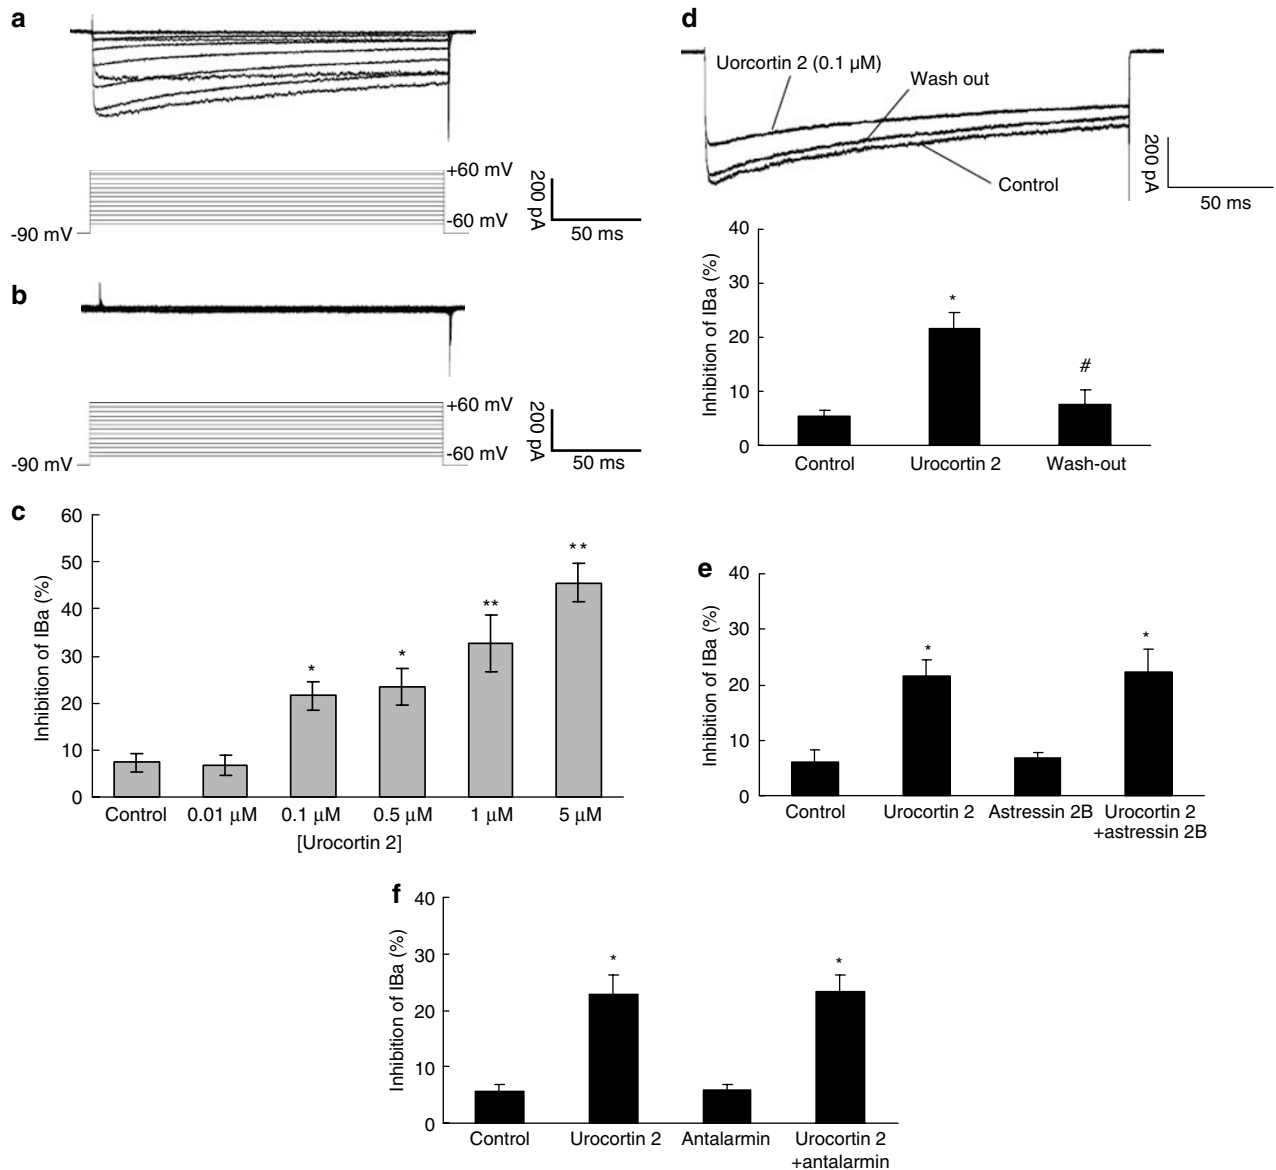 a
+60 mV
-60 mV
-90 mV
200 pA
50 ms
b
+60 mV
-60 mV
-90 mV
200 pA
50 ms
c
Inhibition of IBa (%)
60
50
40
30
20
10
0
* * ** **
Control 0.01 µM 0.1 µM 0.5 µM 1 µM 5 µM
[Urocortin 2]
d
Uorcortin 2 (0.1 µM)
Wash out
Control
200 pA
50 ms
Inhibition of IBa (%)
40
30
20
10
0
* #
Control Urocortin 2 Wash-out
e
Inhibition of IBa (%)
40
30
20
10
0
* *
Control Urocortin 2 Astressin 2B Urocortin 2
+astressin 2B
f
Inhibition of IBa (%)
40
30
20
10
0
* *
Control Urocortin 2 Antalarmin Urocortin 2
+antalarmin